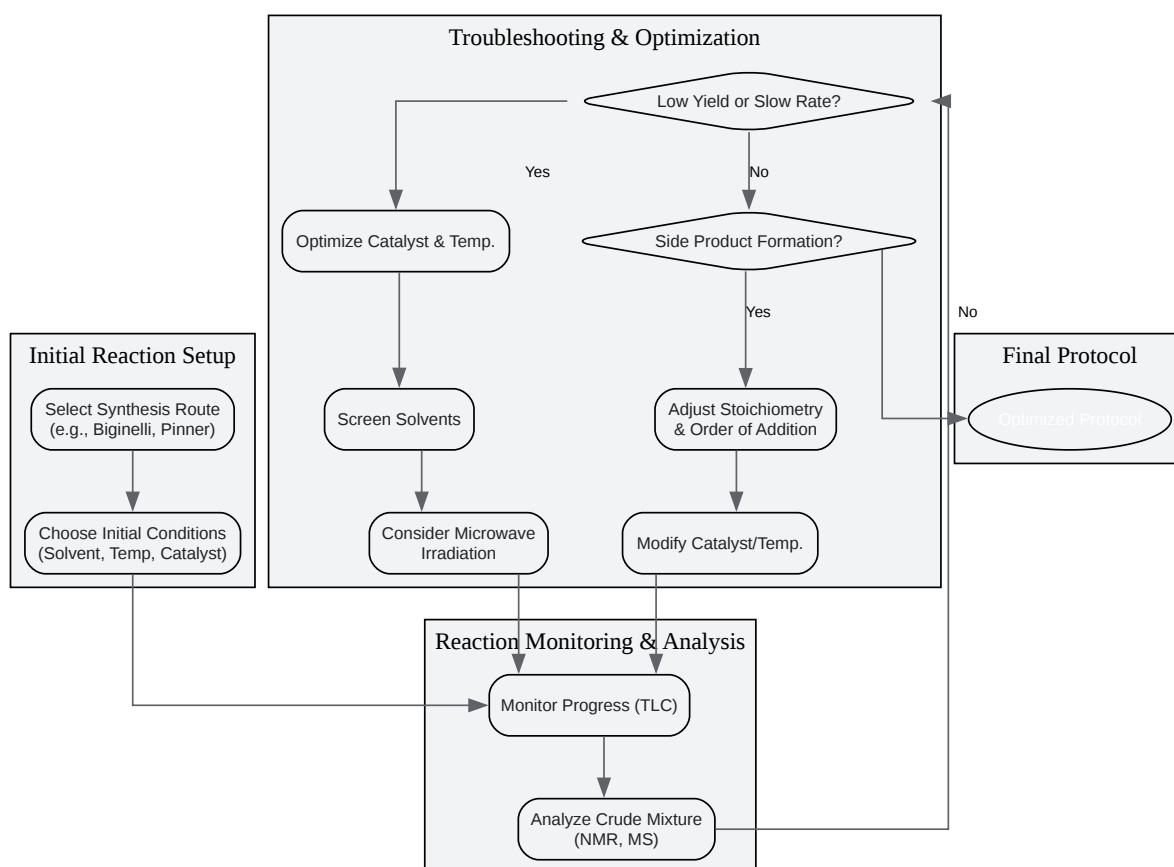 Troubleshooting & Optimization
Low Yield or Slow Rate?
Yes
No
Optimize Catalyst & Temp.
Side Product Formation?
Yes
No
Initial Reaction Setup
Final Protocol
Select Synthesis Route
(e.g., Biginelli, Pinner)
Screen Solvents
Adjust Stoichiometry
& Order of Addition
Optimized Protocol
Choose Initial Conditions
(Solvent, Temp, Catalyst)
Consider Microwave
Irradiation
Modify Catalyst/Temp.
Reaction Monitoring & Analysis
Monitor Progress (TLC)
Analyze Crude Mixture
(NMR, MS)